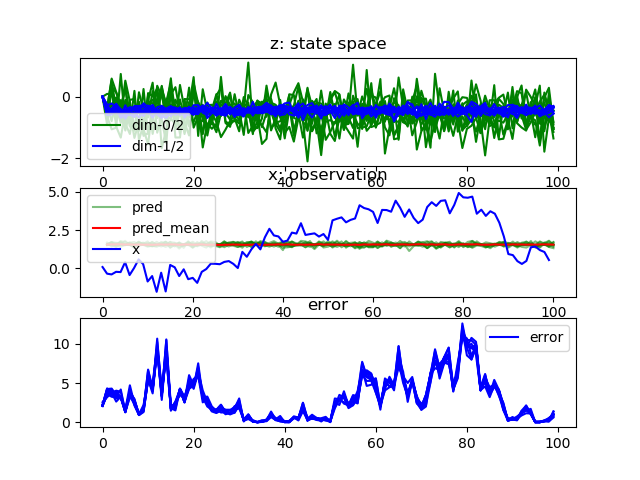 z: state space
0
−2
dim-0/2
dim-1/2
0 20 40 60 80 100
x: observation
5.0
2.5
0.0
pred
pred_mean
x
0 20 40 60 80 100
error
10
5
0
error
0 20 40 60 80 100